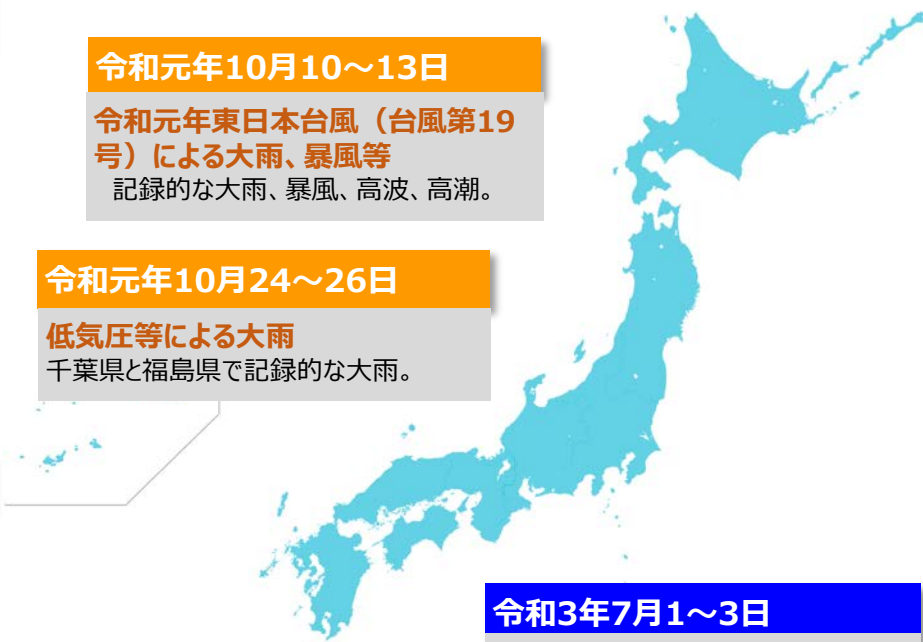 令和元年10月10～13日
令和元年東日本台風（台風第19
号）による大雨、暴風等
記録的な大雨、暴風、高波、高潮。
令和元年10月24～26日
低気圧等による大雨
千葉県と福島県で記録的な大雨。
令和3年7月1～3日